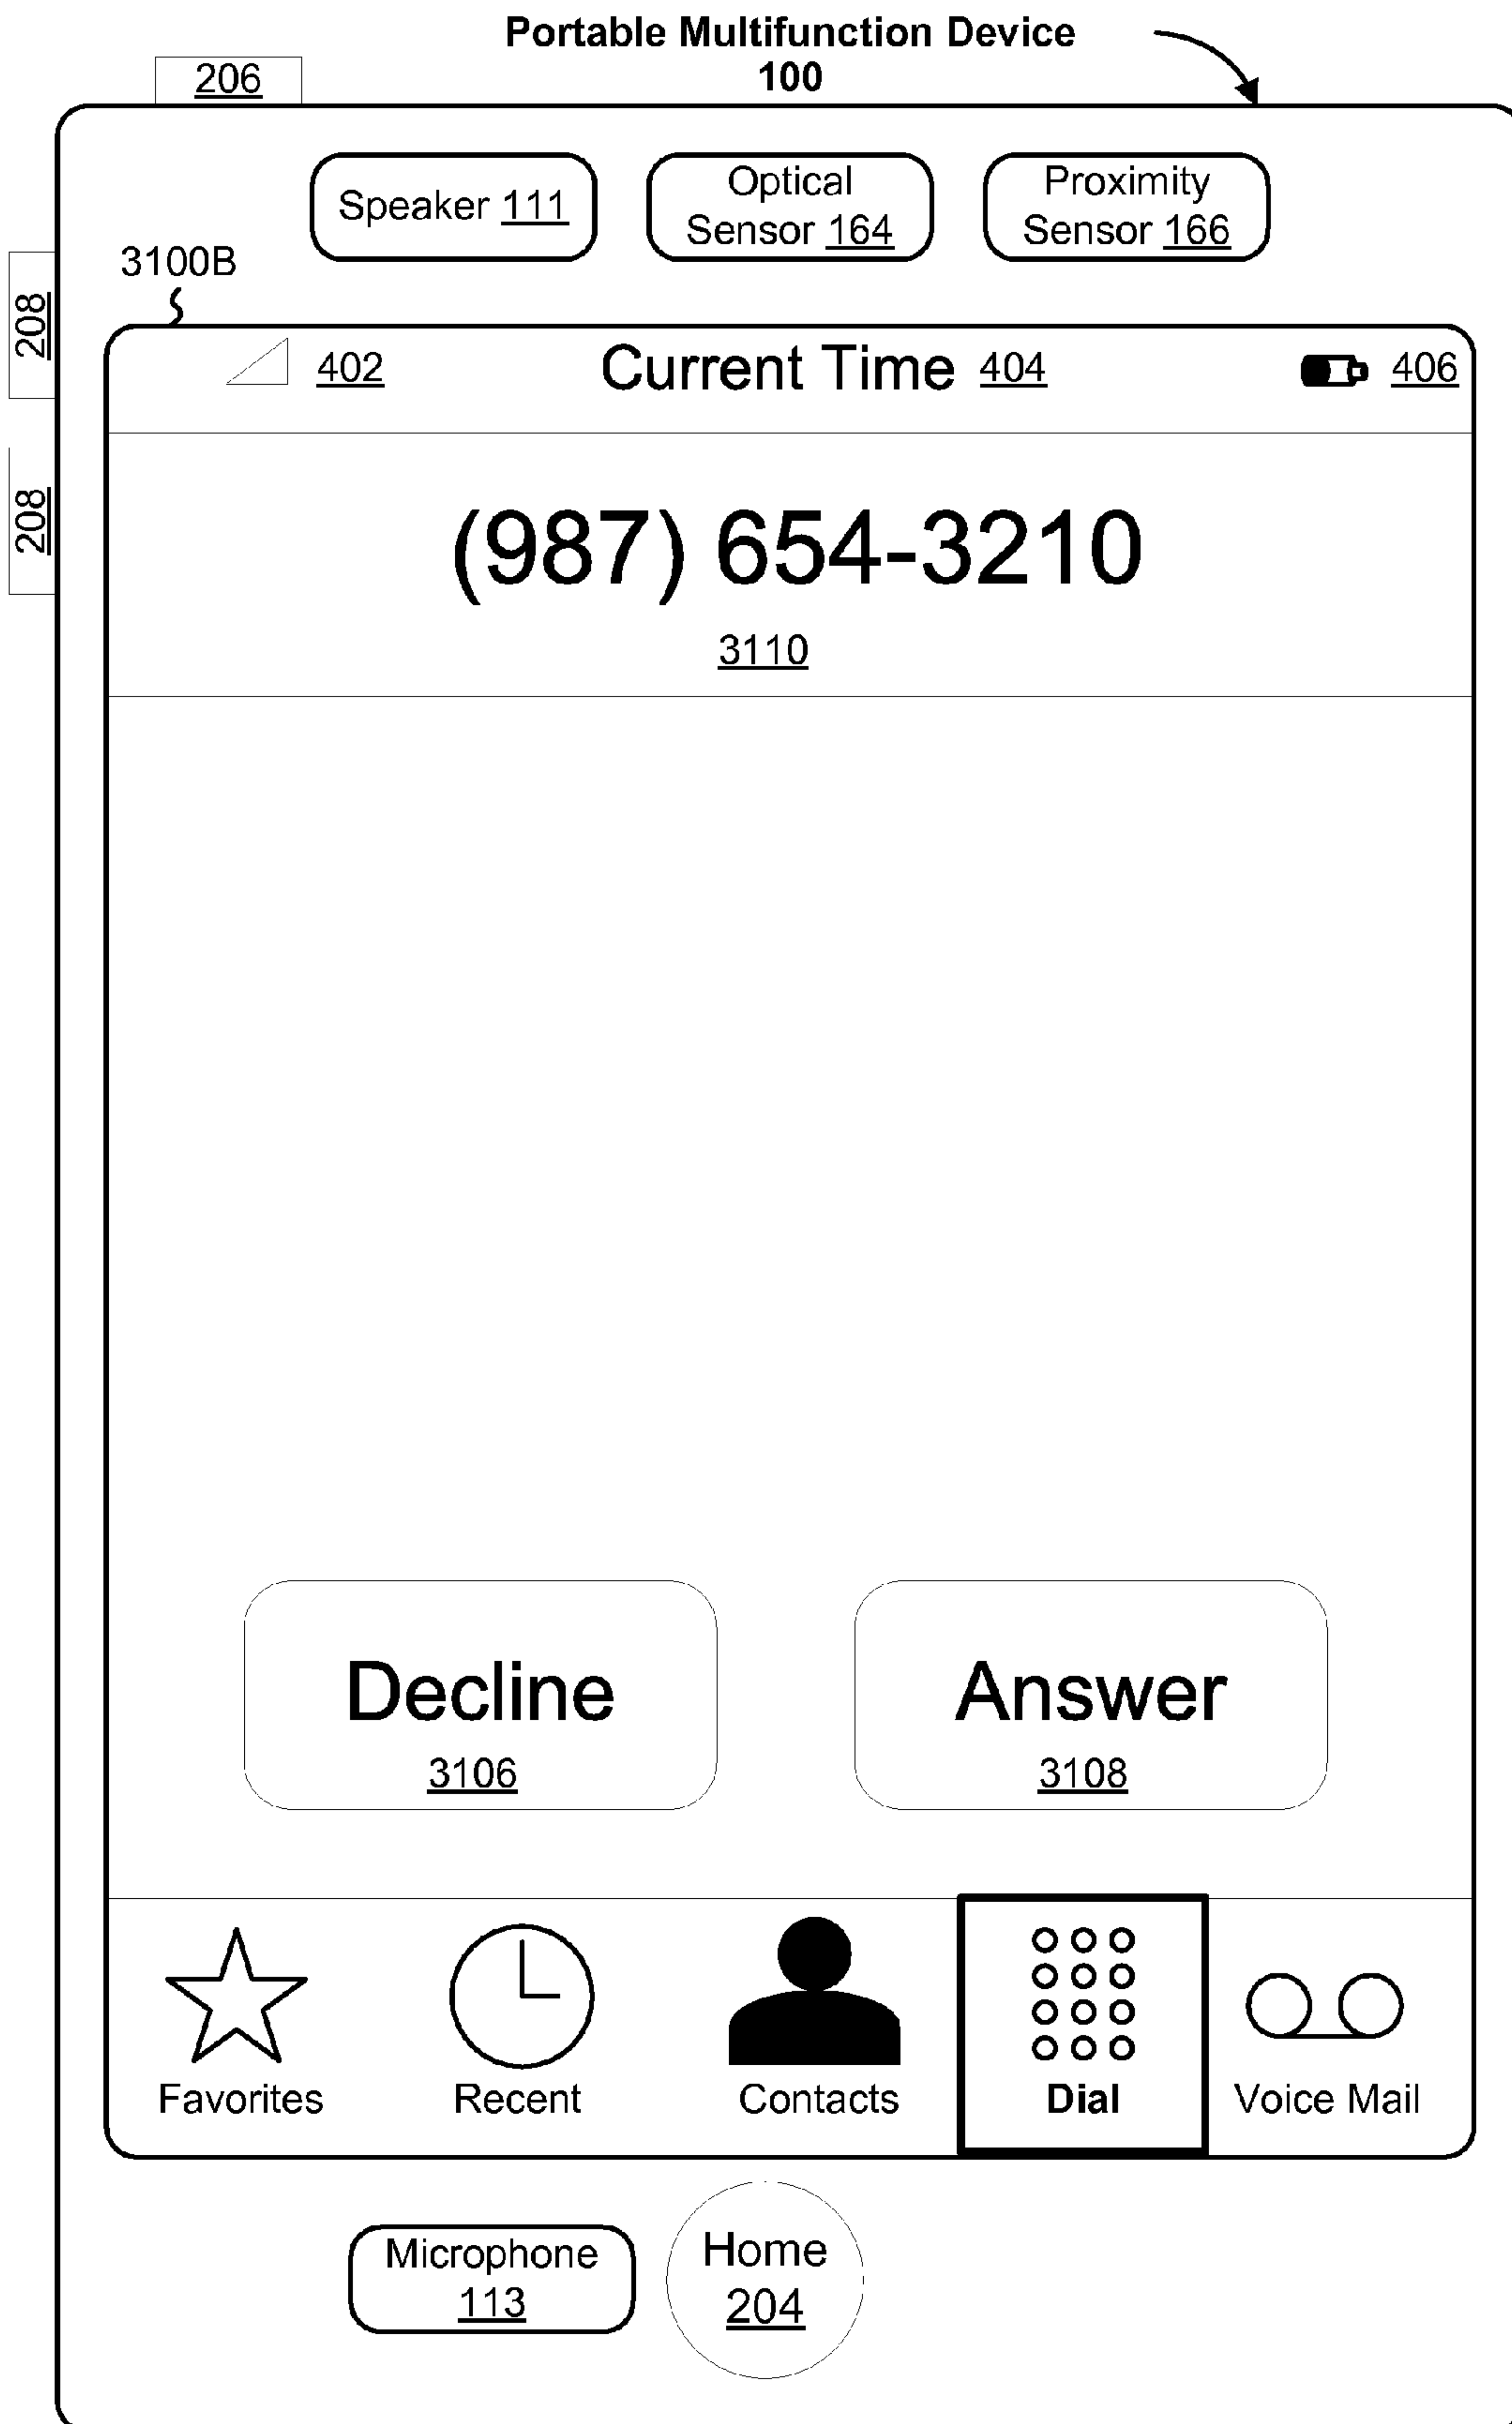 Portable Multifunction Device
100
206
Speaker 111
Optical
Sensor 164
Proximity
Sensor 166
3100B
208
402 Current Time 404 406
208
(987) 654-3210
3110
Decline
3106
Answer
3108
Favorites Recent Contacts Dial Voice Mail
Microphone
113
Home
204